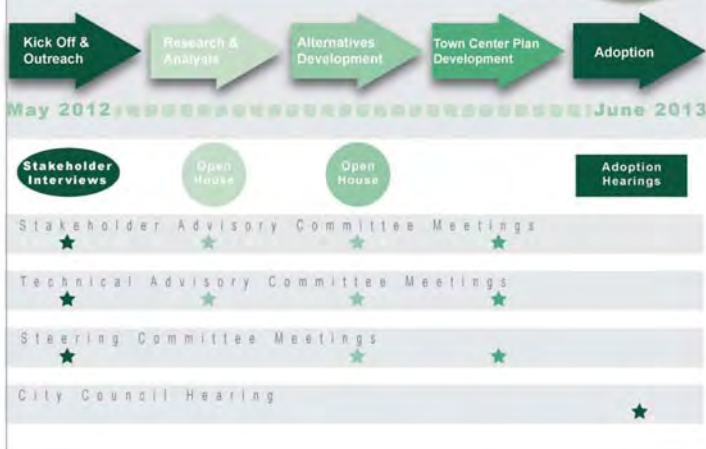 Kick Off &
Outreach
Research &
Analysis
Alternatives
Development
Town Center Plan
Development
Adoption
May 2012
June 2013
Stakeholder
Interviews
Open
House
Open
House
Adoption
Hearings
Stakeholder Advisory Committee Meetings
Technical Advisory Committee Meetings
Steering Committee Meetings
City Council Hearing